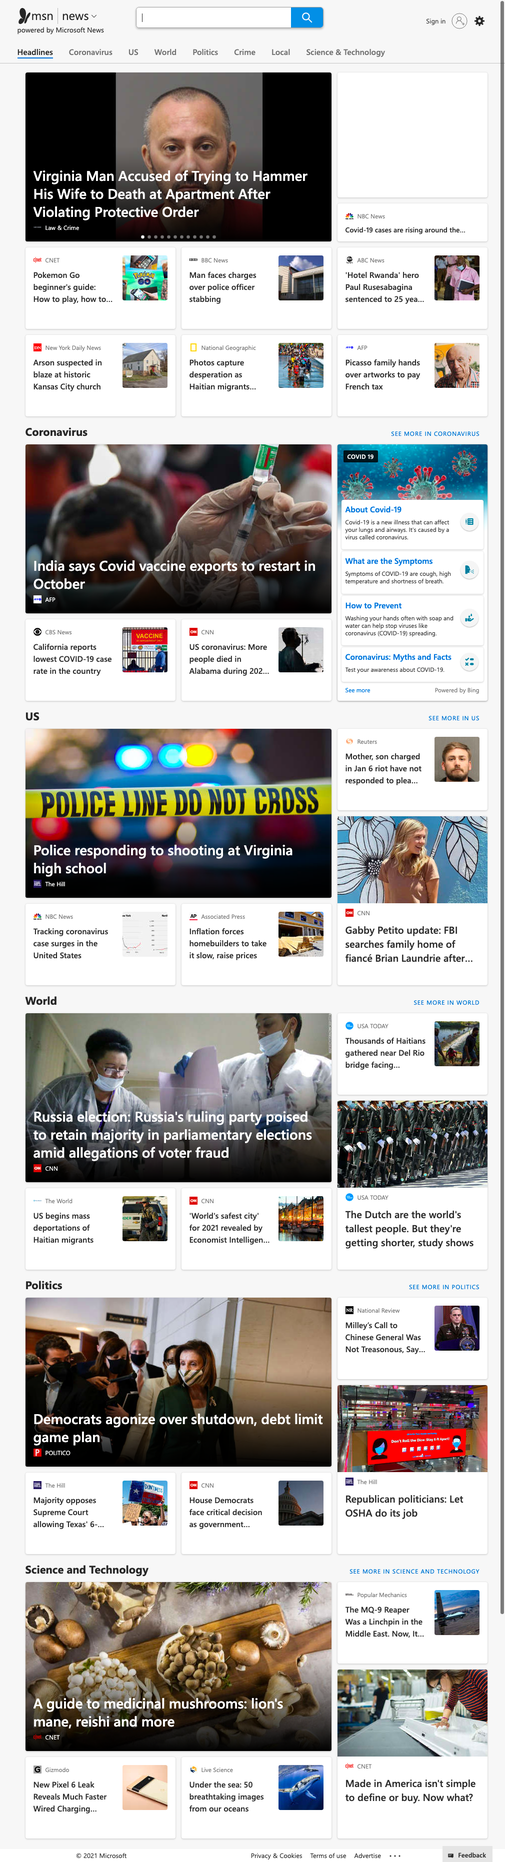 msn | news
powered by Microsoft News
Sign in
Headlines
Coronavirus
US
World
Politics
Crime
Local
Science & Technology
Virginia Man Accused of Trying to Hammer
His Wife to Death at Apartment After
Violating Protective Order
Law & Crime
NBC News
Covid-19 cases are rising around the...
CNET
Pokemon Go
beginner's guide:
How to play, how to...
BBC News
Man faces charges
over police officer
stabbing
ABC News
'Hotel Rwanda' hero
Paul Rusesabagina
sentenced to 25 yea...
New York Daily News
Arson suspected in
blaze at historic
Kansas City church
National Geographic
Photos capture
desperation as
Haitian migrants...
AFP
Picasso family hands
over artworks to pay
French tax
Coronavirus
SEE MORE IN CORONAVIRUS
India says Covid vaccine exports to restart in
October
AFP
COVID 19
About Covid-19
Covid-19 is a new illness that can affect
your lungs and airways. It's caused by a
virus called coronavirus.
What are the Symptoms
Symptoms of COVID-19 are cough, high
temperature and shortness of breath.
How to Prevent
Washing your hands often with soap and
water can help stop viruses like
coronavirus (COVID-19) spreading.
Coronavirus: Myths and Facts
Test your awareness about COVID-19.
See more
Powered by Bing
CBS News
California reports
lowest COVID-19 case
rate in the country
VACCINE
CNN
US coronavirus: More
people died in
Alabama during 202...
US
SEE MORE IN US
POLICE LINE DO NOT CROSS
Police responding to shooting at Virginia
high school
The Hill
Reuters
Mother, son charged
in Jan 6 riot have not
responded to plea...
CNN
Gabby Petito update: FBI
searches family home of
fiancé Brian Laundrie after...
NBC News
Tracking coronavirus
case surges in the
United States
Associated Press
Inflation forces
homebuilders to take
it slow, raise prices
World
SEE MORE IN WORLD
Russia election: Russia's ruling party poised
to retain majority in parliamentary elections
amid allegations of voter fraud
CNN
USA TODAY
Thousands of Haitians
gathered near Del Rio
bridge facing...
USA TODAY
The Dutch are the world's
tallest people. But they're
getting shorter, study shows
The World
US begins mass
deportations of
Haitian migrants
CNN
'World's safest city'
for 2021 revealed by
Economist Intelligen...
Politics
SEE MORE IN POLITICS
Democrats agonize over shutdown, debt limit
game plan
POLITICO
National Review
Milley's Call to
Chinese General Was
Not Treasonous, Say...
The Hill
Republican politicians: Let
OSHA do its job
The Hill
Majority opposes
Supreme Court
allowing Texas' 6-...
CNN
House Democrats
face critical decision
as government...
Science and Technology
SEE MORE IN SCIENCE AND TECHNOLOGY
A guide to medicinal mushrooms: lion's
mane, reishi and more
CNET
Popular Mechanics
The MQ-9 Reaper
Was a Linchpin in the
Middle East. Now, It...
CNET
Made in America isn't simple
to define or buy. Now what?
Gizmodo
New Pixel 6 Leak
Reveals Much Faster
Wired Charging...
Live Science
Under the sea: 50
breathtaking images
from our oceans
© 2021 Microsoft
Privacy & Cookies
Terms of use
Advertise
...
Feedback